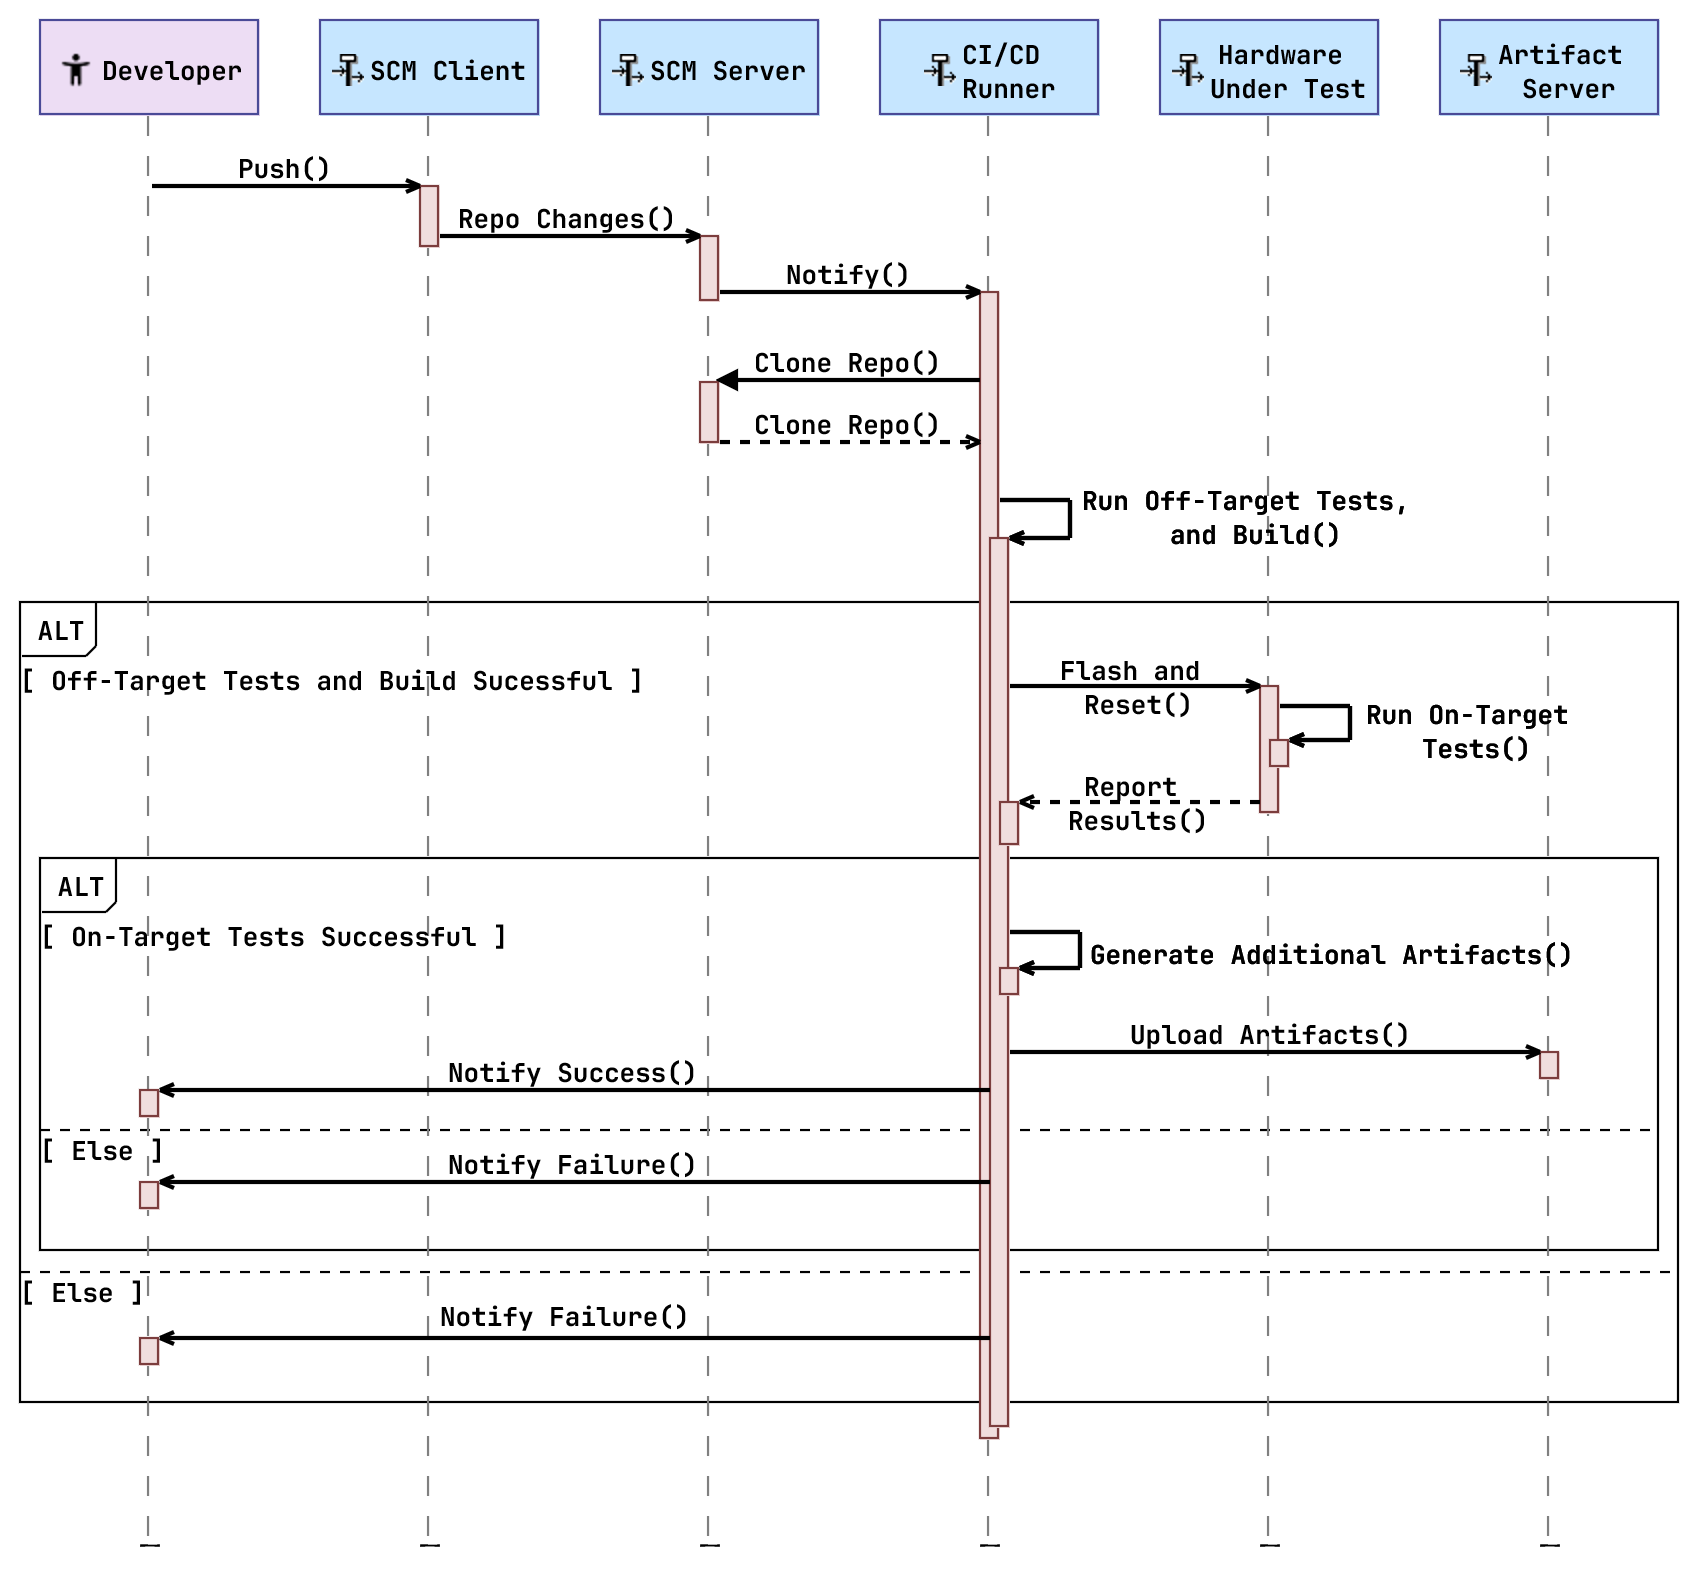 Developer
SCM Client
SCM Server
CI/CD
Runner
Hardware
Under Test
Artifact
Server
Push()
Repo Changes()
Notify()
Clone Repo()
Clone Repo()
Run Off-Target Tests,
and Build()
ALT
[ Off-Target Tests and Build Sucessful ]
Flash and
Reset()
Run On-Target
Tests()
Report
Results()
ALT
[ On-Target Tests Successful ]
Generate Additional Artifacts()
Upload Artifacts()
Notify Success()
[ Else ]
Notify Failure()
[ Else ]
Notify Failure()